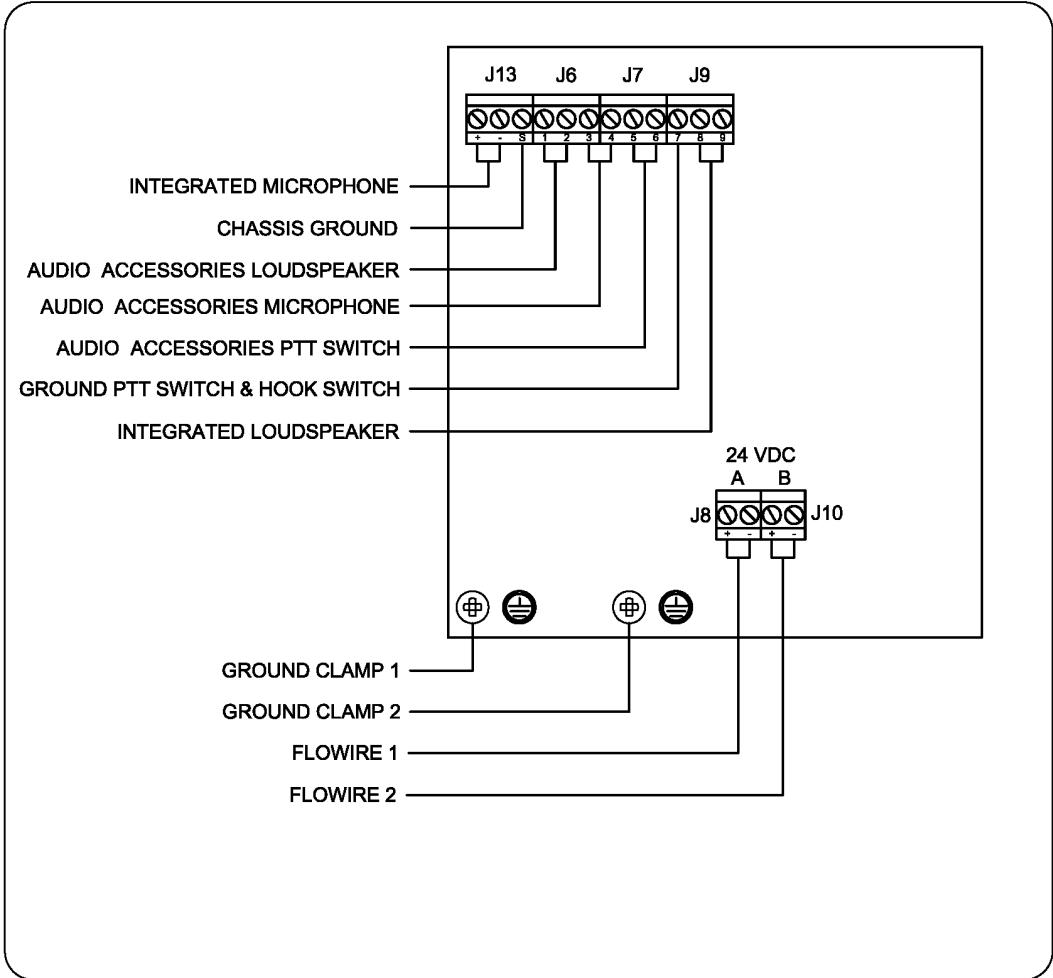 J13 J6 J7 J9
+ - S 1 2 3 4 5 6 7 8 9
INTEGRATED MICROPHONE
CHASSIS GROUND
AUDIO ACCESSORIES LOUDSPEAKER
AUDIO ACCESSORIES MICROPHONE
AUDIO ACCESSORIES PTT SWITCH
GROUND PTT SWITCH & HOOK SWITCH
INTEGRATED LOUDSPEAKER
24 VDC
A B
J8 J10
+ - + -
GROUND CLAMP 1
GROUND CLAMP 2
FLOWIRE 1
FLOWIRE 2